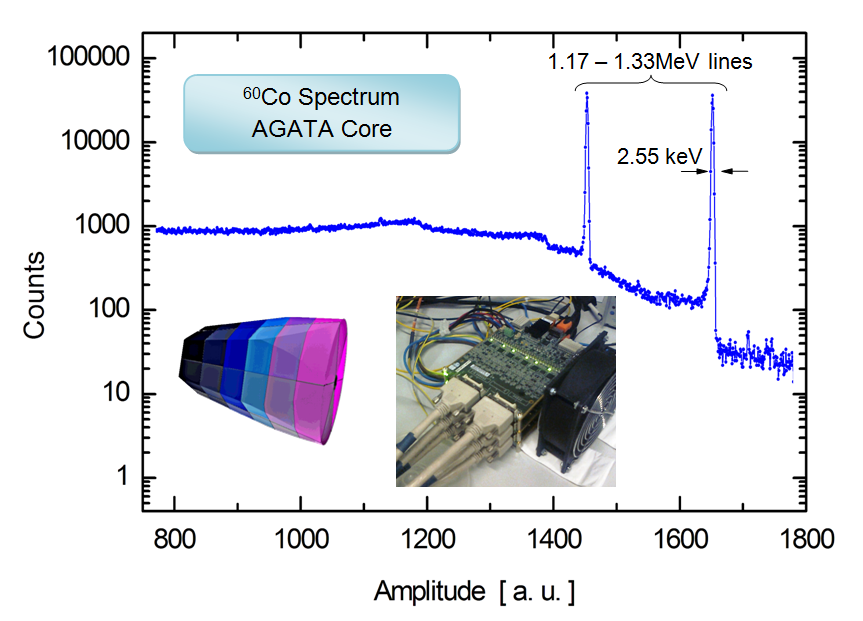 100000
10000
1000
100
10
1
Counts
1.17 – 1.33MeV lines
⁶⁰Co Spectrum
AGATA Core
2.55 keV
800
1000
1200
1400
1600
1800
Amplitude [ a. u. ]